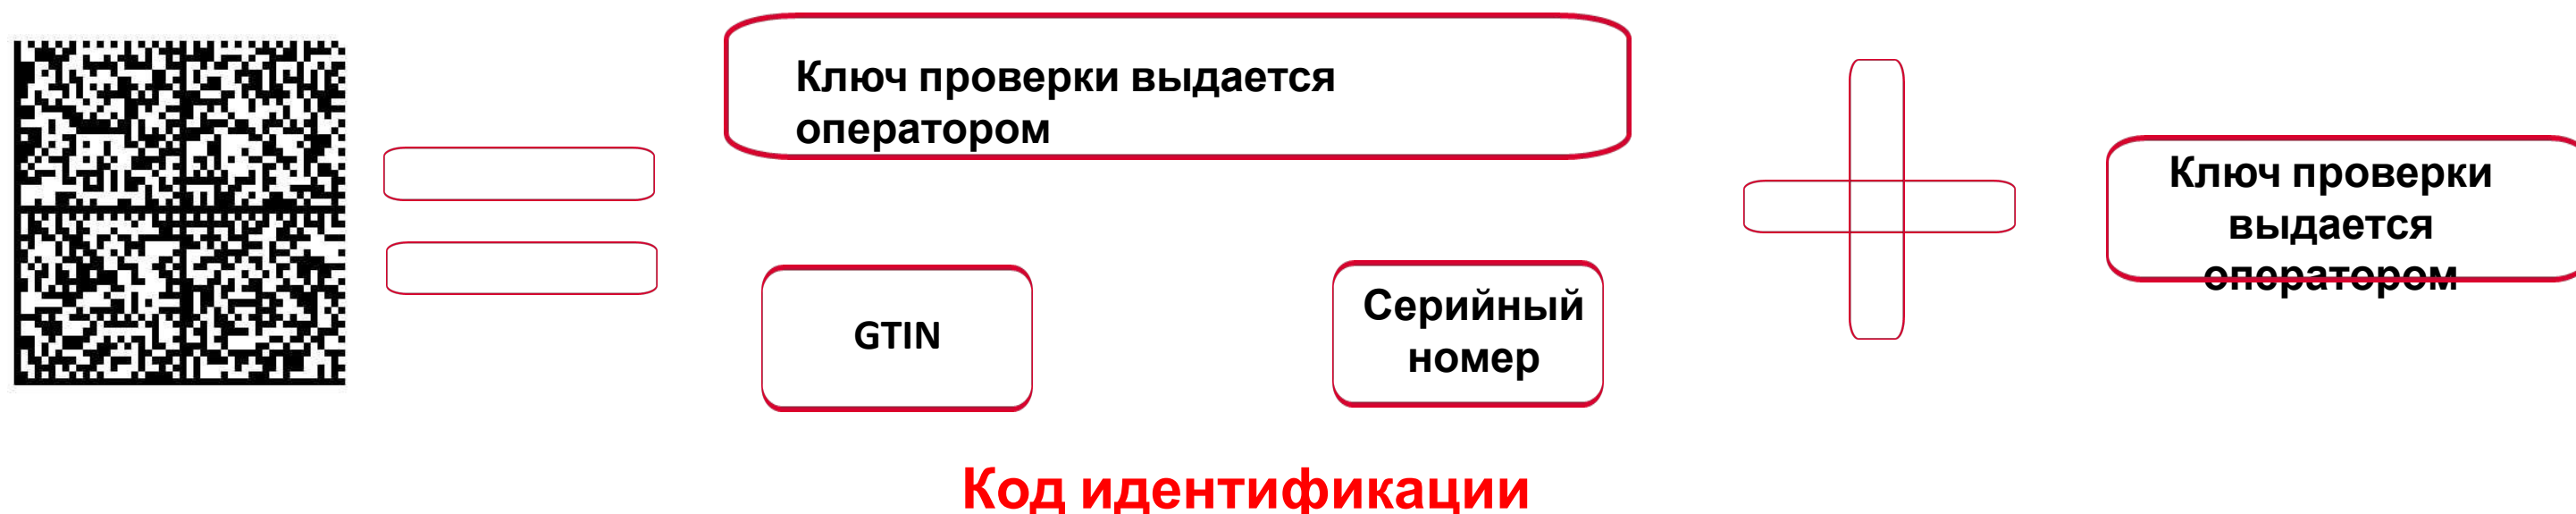 Ключ проверки выдается
оператором
Ключ проверки
выдается
оператором
GTIN
Серийный
номер
Код идентификации